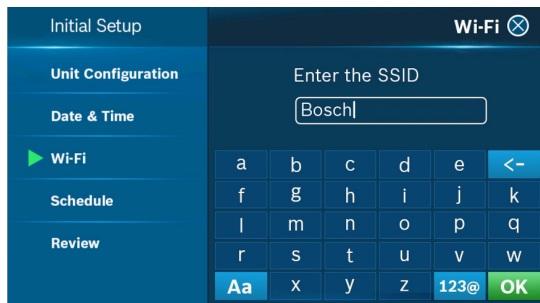 Initial Setup
Wi-Fi
Unit Configuration
Date & Time
Wi-Fi
Schedule
Review
Enter the SSID
Bosch
a b c d e <-
f g h i j k
l m n o p q
r s t u v w
Aa x y z 123@ OK